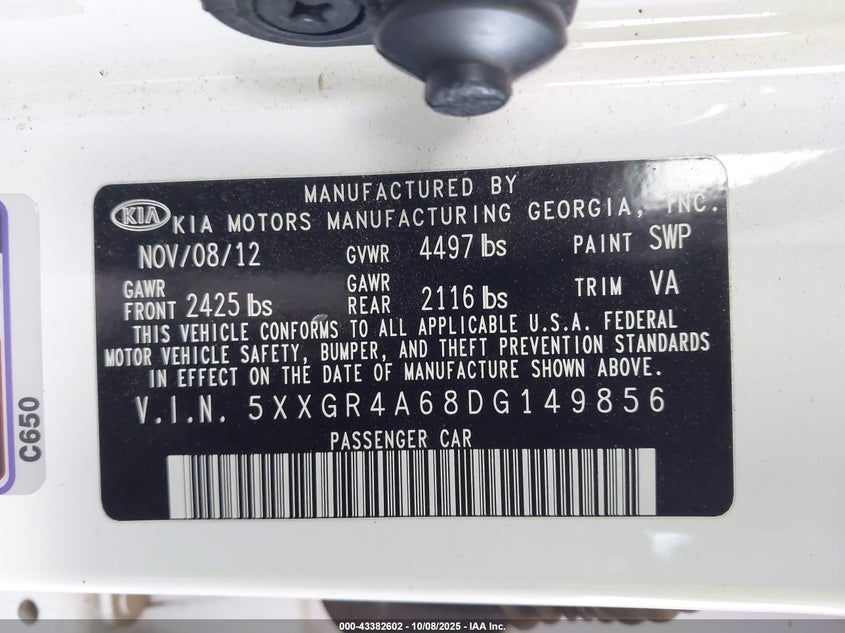 MANUFACTURED BY
KIA KIA MOTORS MANUFACTURING GEORGIA, INC.
NOV/08/12 GVWR 4497 lbs PAINT SWP
GAWR FRONT 2425 lbs GAWR REAR 2116 lbs TRIM VA
THIS VEHICLE CONFORMS TO ALL APPLICABLE U.S.A. FEDERAL
MOTOR VEHICLE SAFETY, BUMPER, AND THEFT PREVENTION STANDARDS
IN EFFECT ON THE DATE OF MANUFACTURE SHOWN ABOVE.
V.I.N. 5XXGR4A68DG149856
PASSENGER CAR
C650
000-43382602 - 10/08/2025 - IAA Inc.